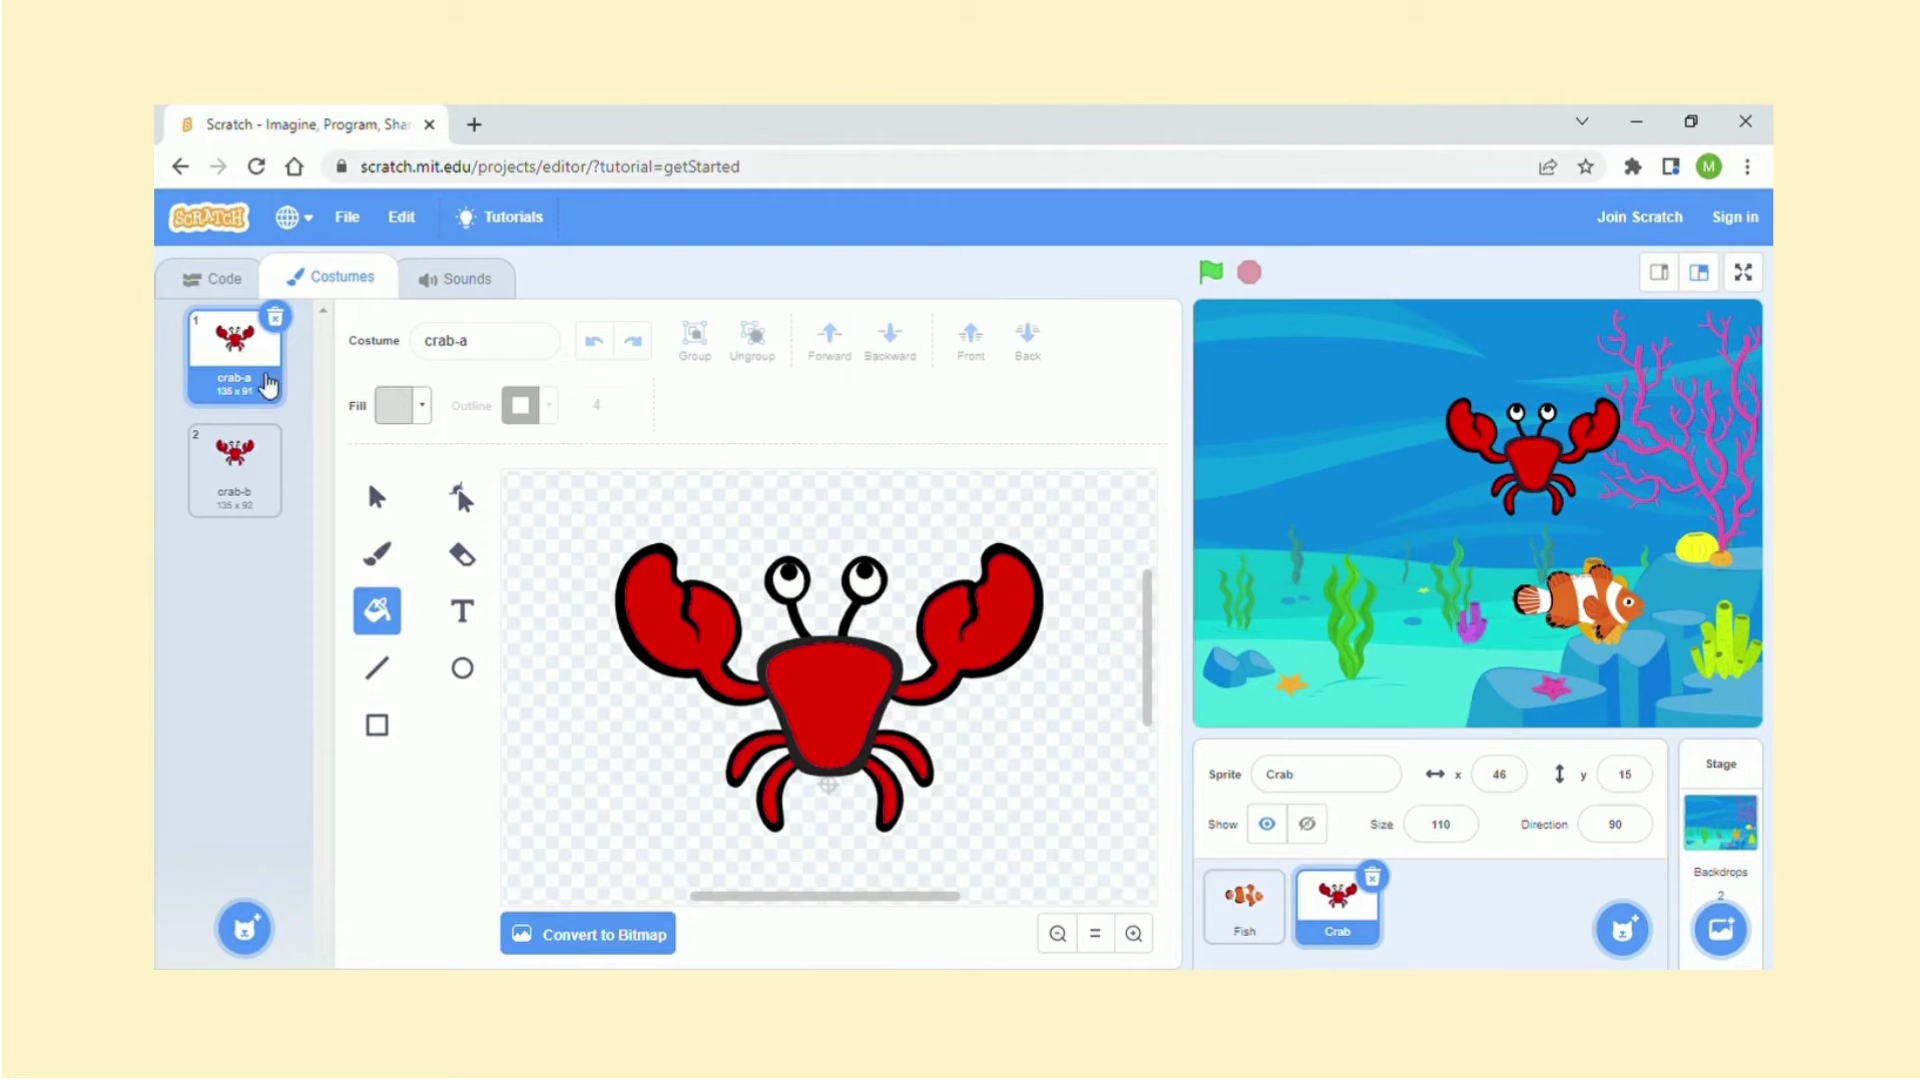 Scratch - Imagine, Program, Shar
scratch.mit.edu/projects/editor/?tutorial=getStarted
M
SCRATCH File Edit Tutorials Join Scratch Sign in
Code Costumes Sounds
1
crab-a
135 x 91
2
crab-b
135 x 92
Costume crab-a Group Ungroup Forward Backward Front Back
Fill Outline 4
T
Convert to Bitmap
Sprite Crab x 46 y 15
Show Size 110 Direction 90
Fish
Crab
Stage
Backdrops
2